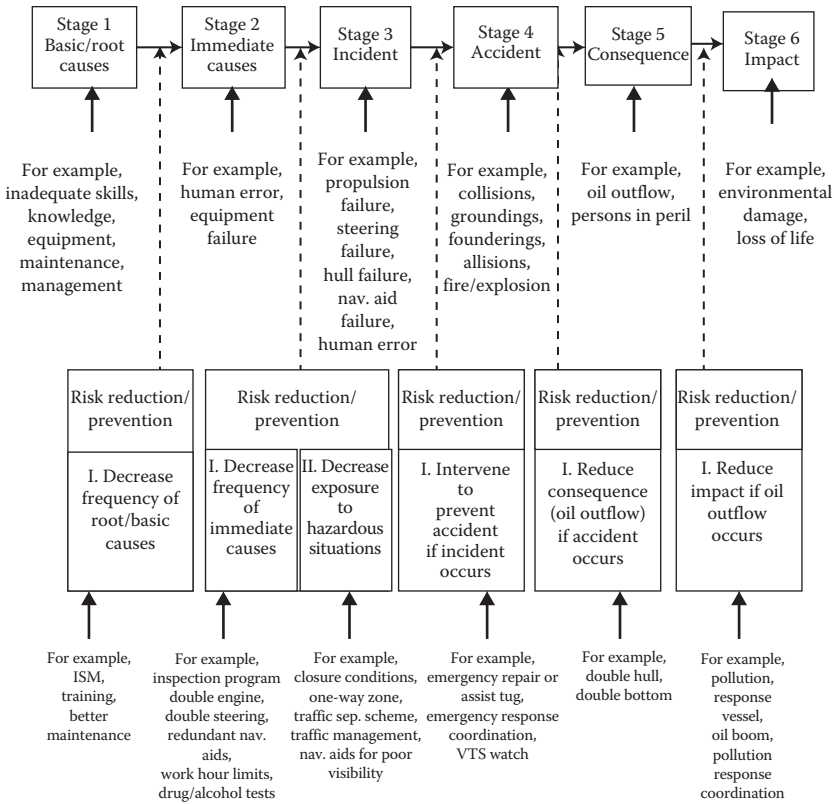 Stage 1
Basic/root
causes
Stage 2
Immediate
causes
Stage 3
Incident
Stage 4
Accident
Stage 5
Consequence
Stage 6
Impact
For example,
inadequate skills,
knowledge,
equipment,
maintenance,
management
For example,
human error,
equipment
failure
For example,
propulsion
failure,
steering
failure,
hull failure,
nav. aid
failure,
human error
For example,
collisions,
groundings,
founderings,
allisions,
fire/explosion
For example,
oil outflow,
persons in peril
For example,
environmental
damage,
loss of life
Risk reduction/
prevention
I. Decrease
frequency of
root/basic
causes
Risk reduction/
prevention
I. Decrease
frequency
of
immediate
causes
II. Decrease
exposure
to
hazardous
situations
Risk reduction/
prevention
I. Intervene
to
prevent
accident
if incident
occurs
Risk reduction/
prevention
I. Reduce
consequence
(oil outflow)
if accident
occurs
Risk reduction/
prevention
I. Reduce
impact if oil
outflow
occurs
For example,
ISM,
training,
better
maintenance
For example,
inspection program
double engine,
double steering,
redundant nav.
aids,
work hour limits,
drug/alcohol tests
For example,
closure conditions,
one-way zone,
traffic sep. scheme,
traffic management,
nav. aids for poor
visibility
For example,
emergency repair or
assist tug,
emergency response
coordination,
VTS watch
For example,
double hull,
double bottom
For example,
pollution,
response
vessel,
oil boom,
pollution
response
coordination